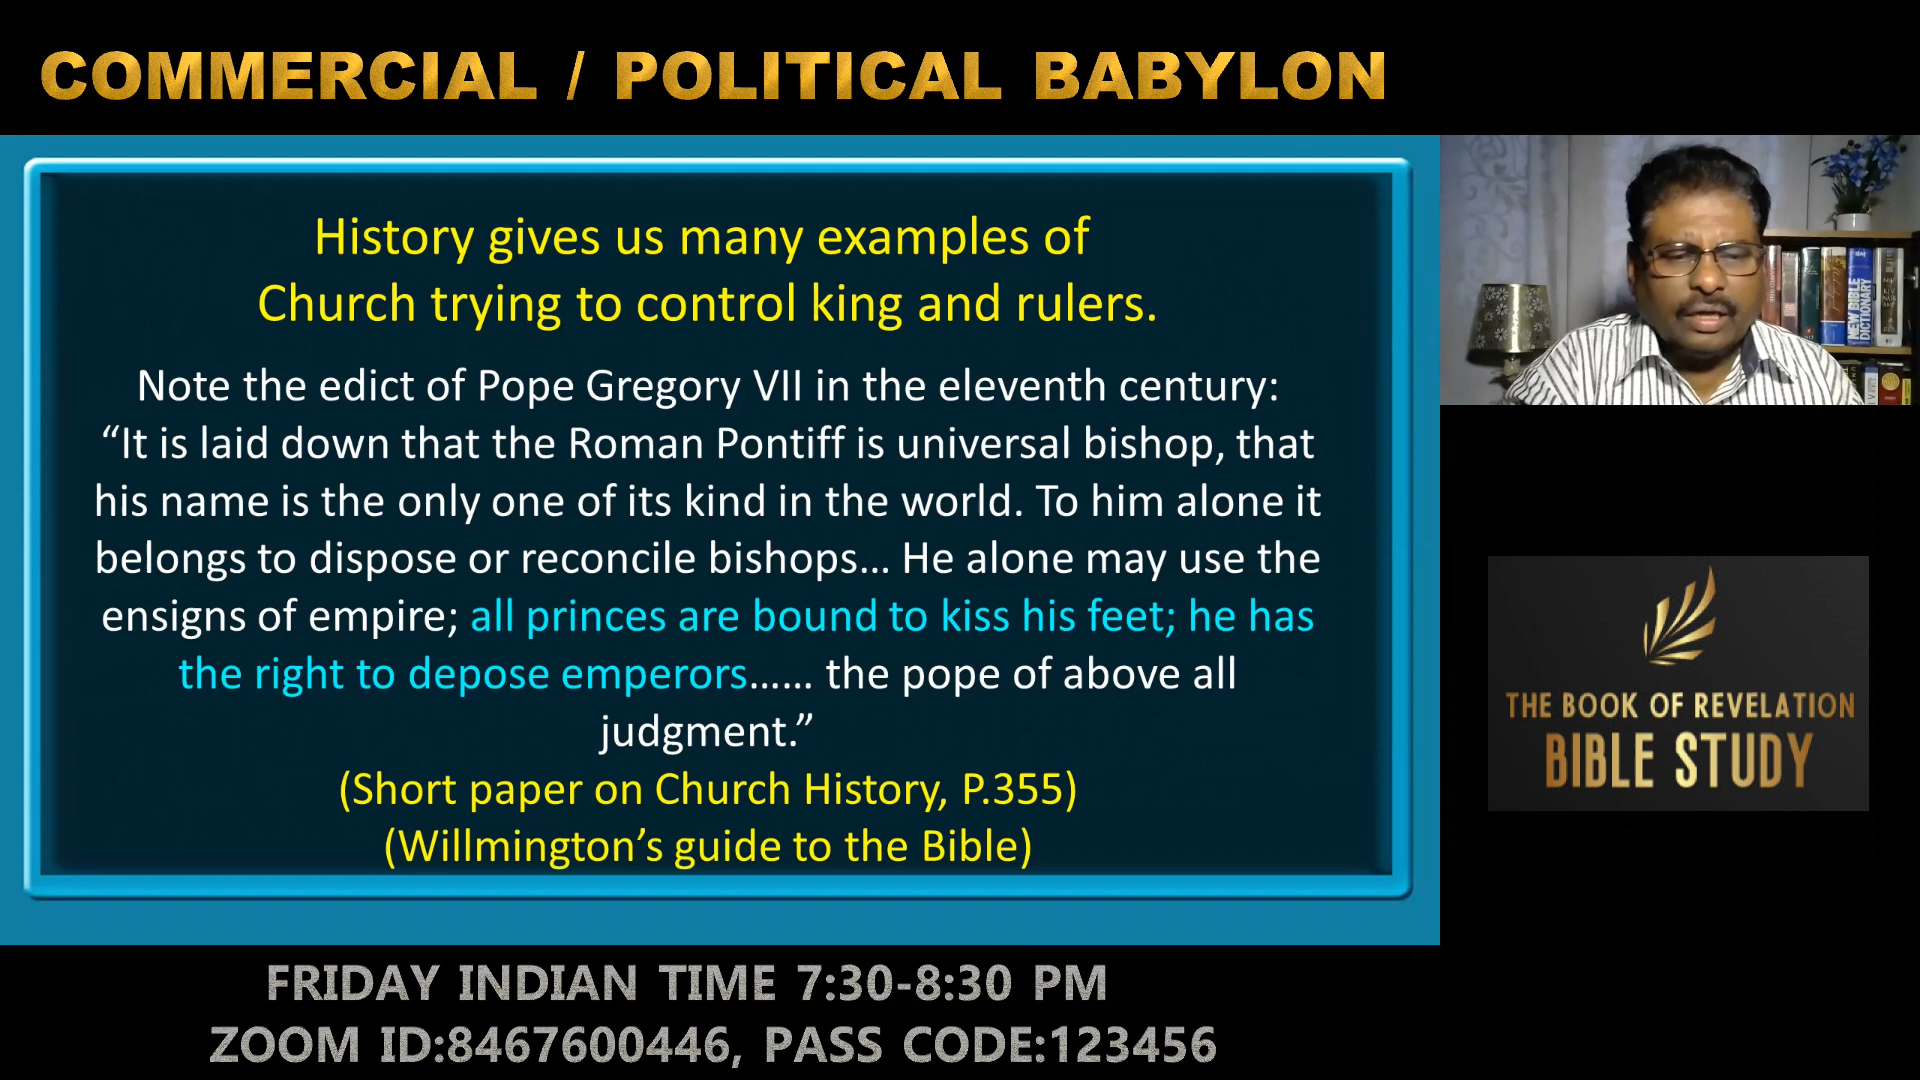 COMMERCIAL / POLITICAL BABYLON
History gives us many examples of
Church trying to control king and rulers.
Note the edict of Pope Gregory VII in the eleventh century:
“It is laid down that the Roman Pontiff is universal bishop, that
his name is the only one of its kind in the world. To him alone it
belongs to dispose or reconcile bishops... He alone may use the
ensigns of empire; all princes are bound to kiss his feet; he has
the right to depose emperors...... the pope of above all
judgment.”
(Short paper on Church History, P.355)
(Willmington’s guide to the Bible)
NEW BIBLE
DICTIONARY
THE BOOK OF REVELATION
BIBLE STUDY
FRIDAY INDIAN TIME 7:30-8:30 PM
ZOOM ID:8467600446, PASS CODE:123456